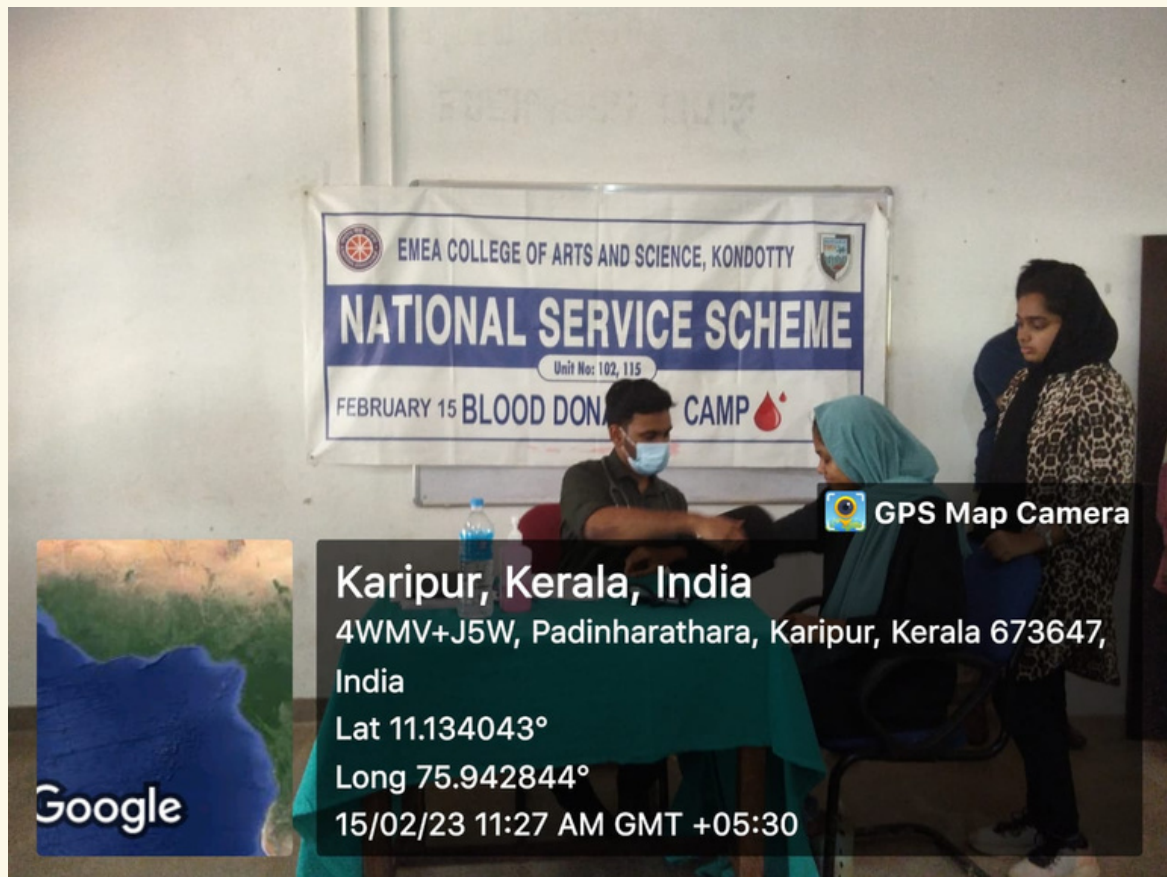 EMEA COLLEGE OF ARTS AND SCIENCE, KONDOTTY
NATIONAL SERVICE SCHEME
Unit No: 102, 115
FEBRUARY 15 BLOOD DONA CAMP
GPS Map Camera
Karipur, Kerala, India
4WMV+J5W, Padinharathara, Karipur, Kerala 673647,
India
Lat 11.134043°
Long 75.942844°
15/02/23 11:27 AM GMT +05:30
Google